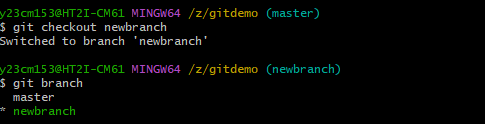 y23cm153@HT2I-CM61 MINGW64 /z/gitdemo (master)
$ git checkout newbranch
Switched to branch 'newbranch'
y23cm153@HT2I-CM61 MINGW64 /z/gitdemo (newbranch)
$ git branch
  master
* newbranch